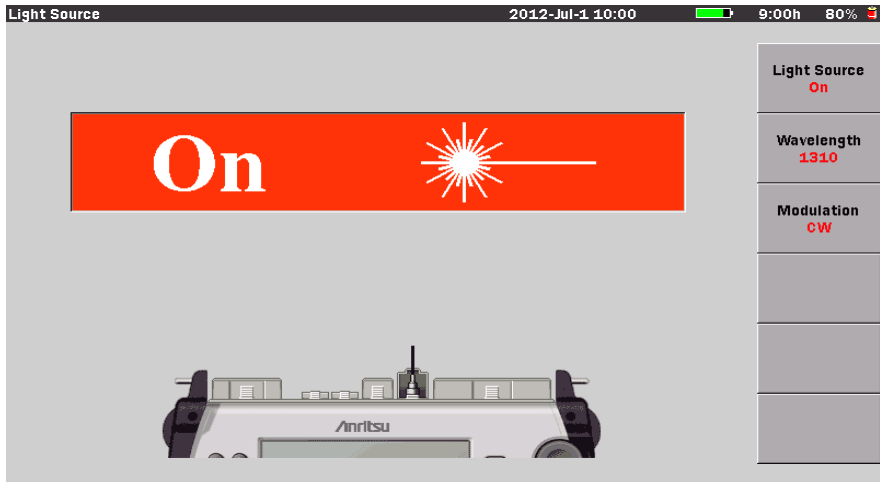 Light Source 2012-Jul-1 10:00 9:00h 80%
Light Source
On
On
Wavelength
1310
Modulation
CW
Anritsu